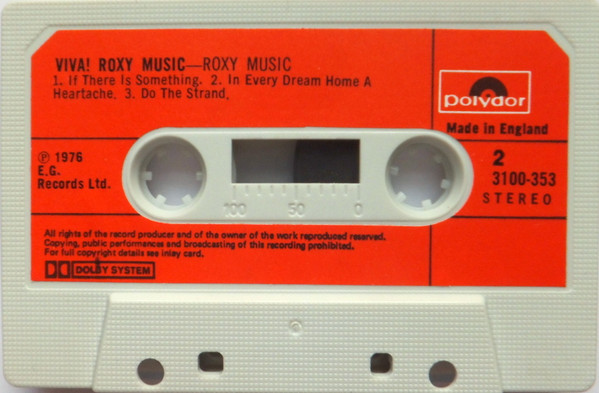 VIVA! ROXY MUSIC—ROXY MUSIC
1. If There Is Something. 2. In Every Dream Home A
Heartache. 3. Do The Strand.
polydor
Made in England
℗ 1976
E.G.
Records Ltd.
2
3100-353
STEREO
100 50 0
All rights of the record producer and of the owner of the work reproduced reserved.
Copying, public performances and broadcasting of this recording prohibited.
For full copyright details see inlay card.
DOLBY SYSTEM